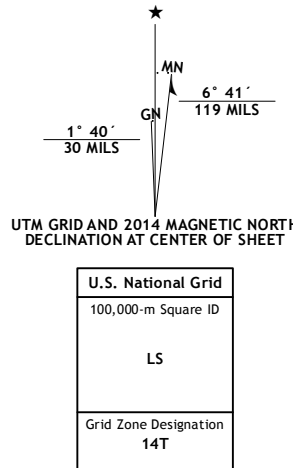 ★
MN
GN
6° 41´
119 MILS
1° 40´
30 MILS
UTM GRID AND 2014 MAGNETIC NORTH
DECLINATION AT CENTER OF SHEET
U.S. National Grid
100,000-m Square ID
LS
Grid Zone Designation
14T